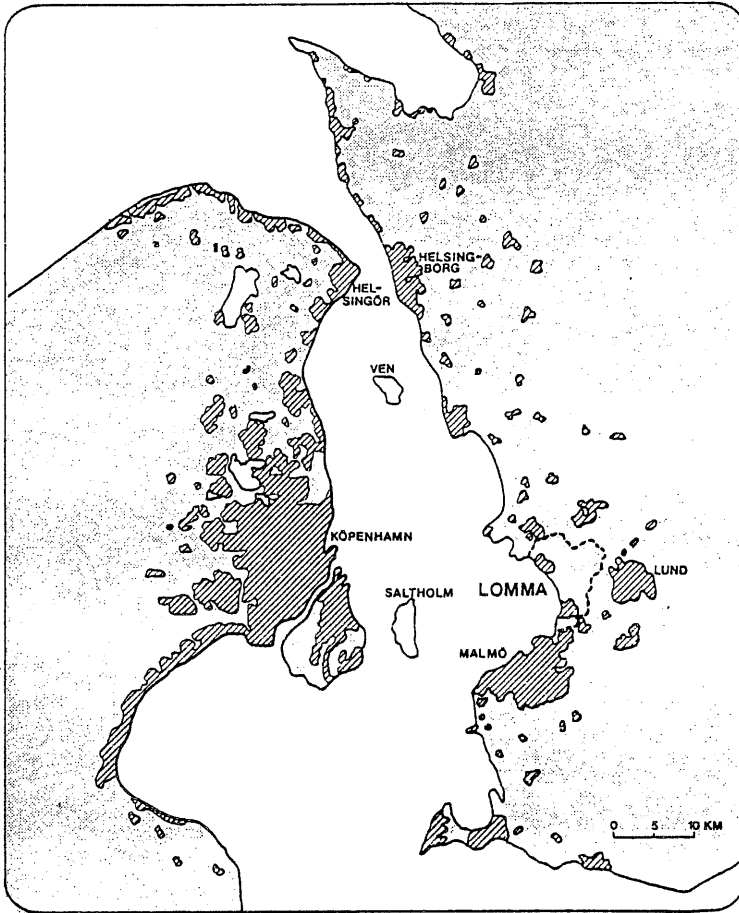 HELSING-
BORG
HEL-
SINGÖR
VEN
KÖPENHAMN
SALTHOLM
LOMMA
LUND
MALMÖ
0 5 10 KM